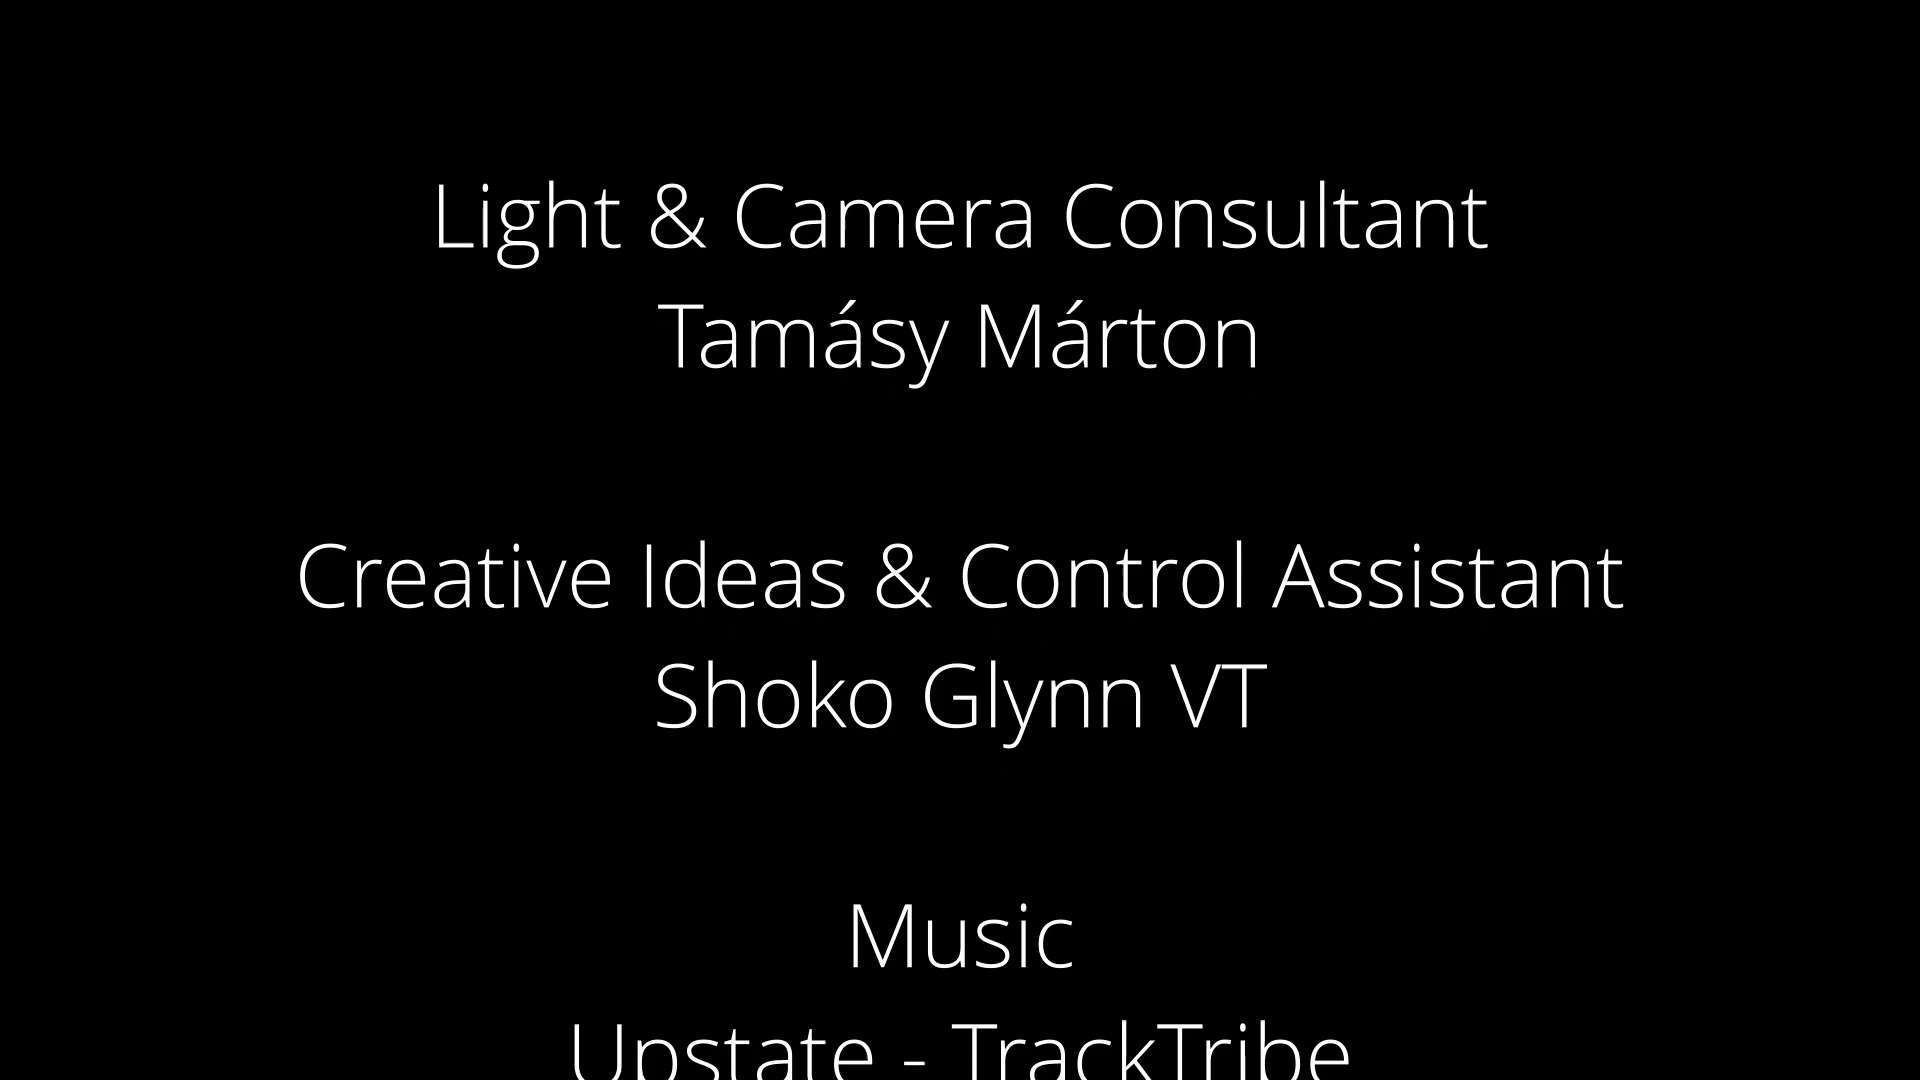 Light & Camera Consultant
Tamásy Márton
Creative Ideas & Control Assistant
Shoko Glynn VT
Music
Upstate - TrackTribe